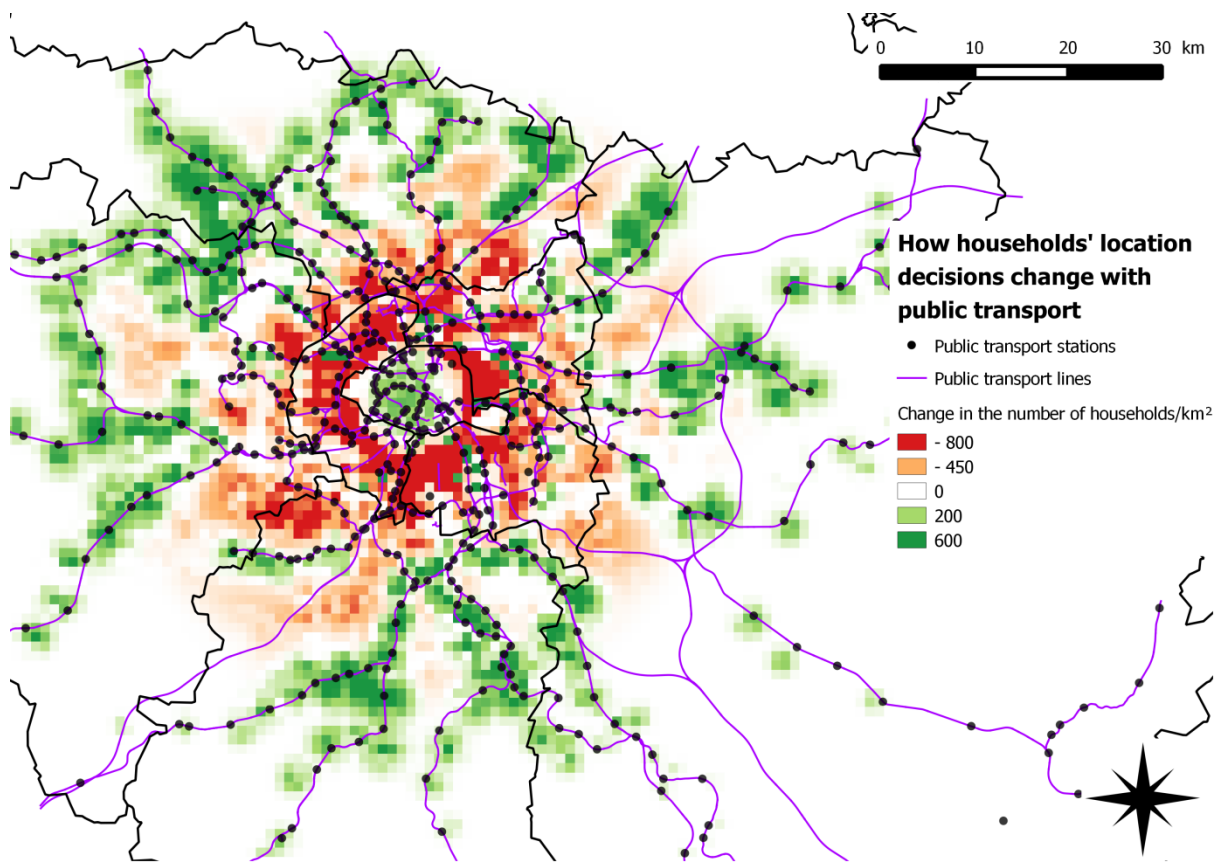 0 10 20 30 km
How households' location
decisions change with
public transport
Public transport stations
Public transport lines
Change in the number of households/km²
- 800
- 450
0
200
600